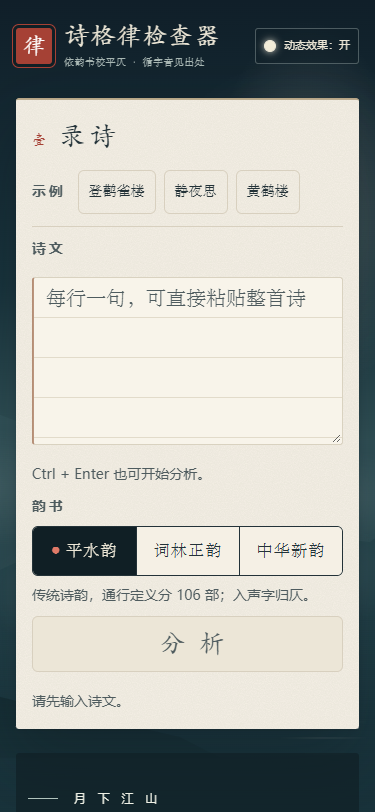 律
诗格律检查器
依韵书校平仄 · 循字音见出处
动态效果：开
壹 录诗
示例 登鹳雀楼 静夜思 黄鹤楼
诗文
每行一句，可直接粘贴整首诗
Ctrl + Enter 也可开始分析。
韵书
平水韵 词林正韵 中华新韵
传统诗韵，通行定义分 106 部；入声字归仄。
分析
请先输入诗文。
月下江山